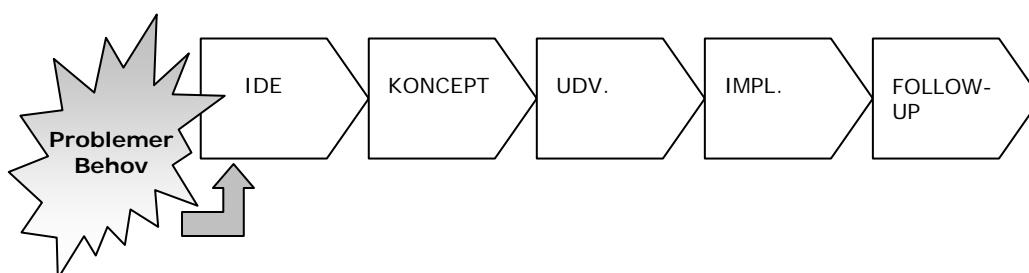 Problemer
Behov
IDE
KONCEPT
UDV.
IMPL.
FOLLOW-
UP